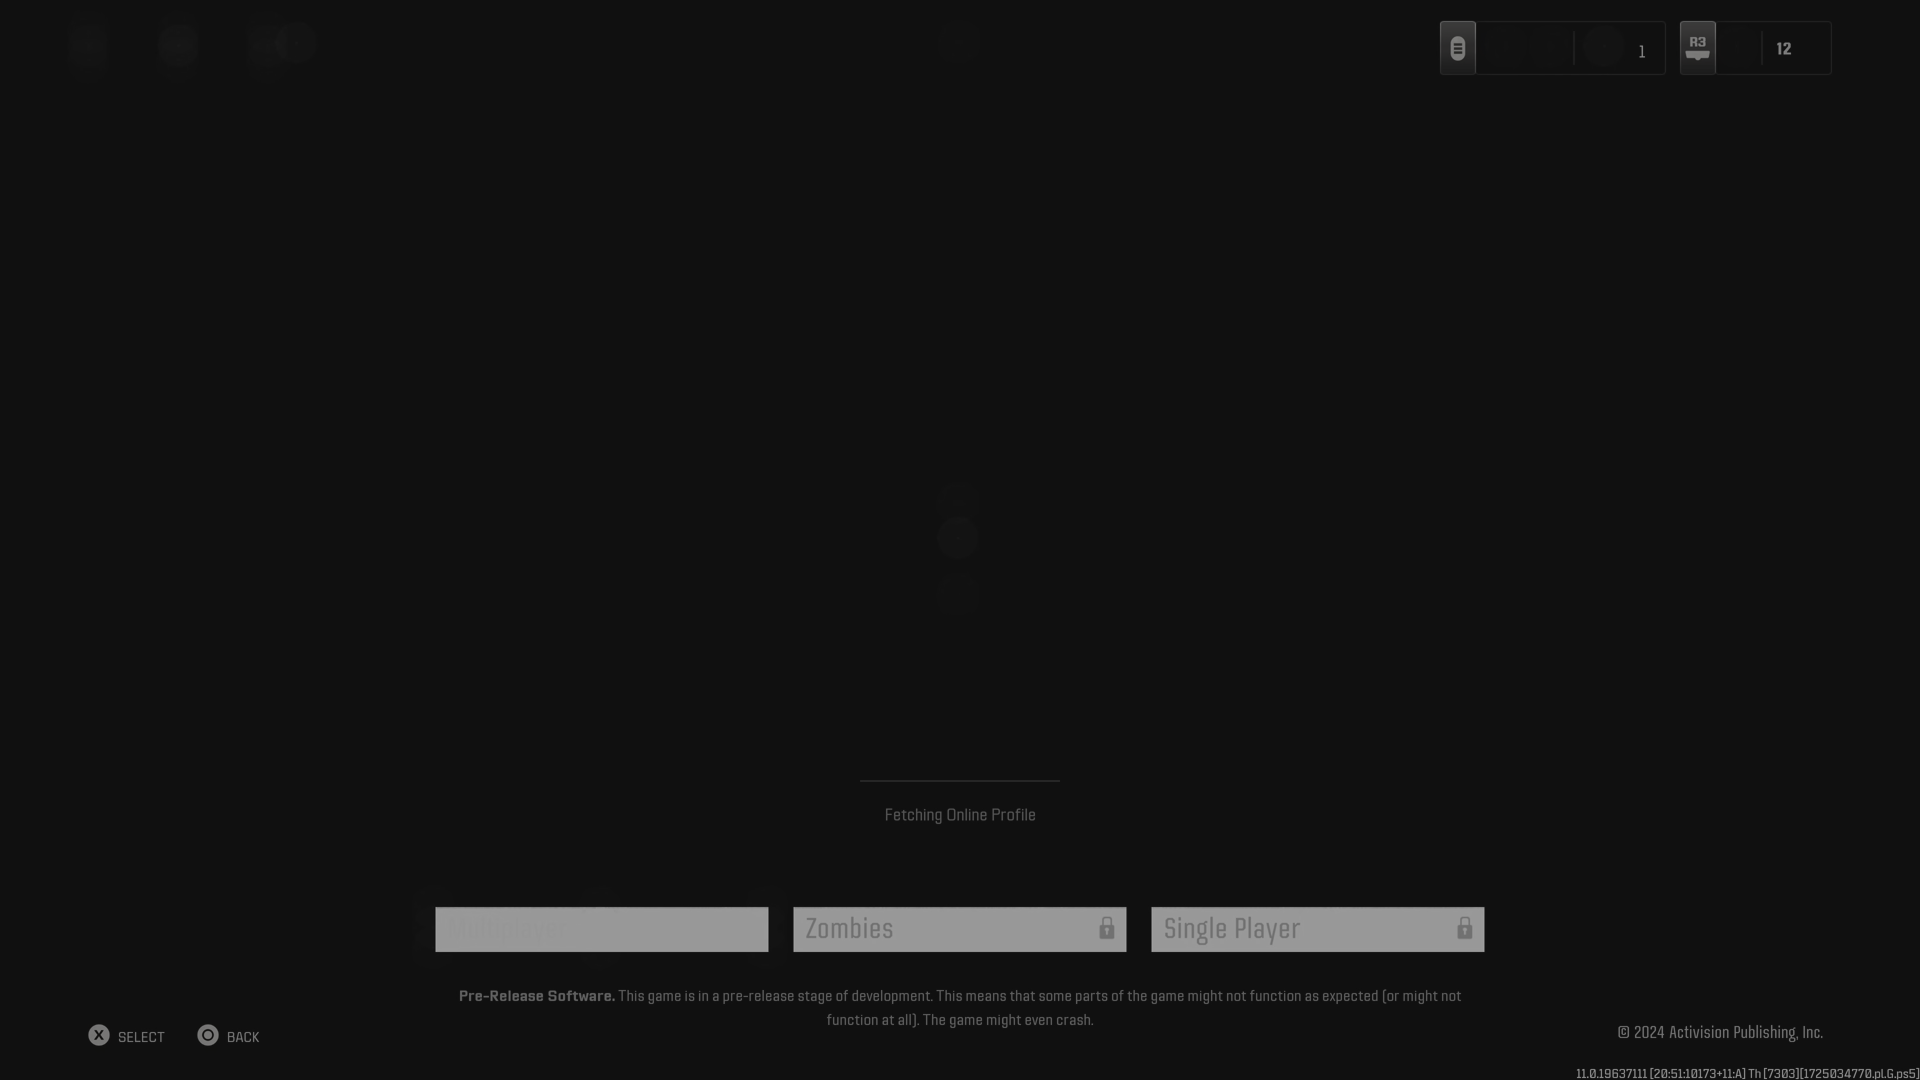 1
R3
12
Fetching Online Profile
Zombies
Single Player
Pre-Release Software. This game is in a pre-release stage of development. This means that some parts of the game might not function as expected (or might not
function at all). The game might even crash.
X SELECT
BACK
© 2024 Activision Publishing, Inc.
11.0.19637111 [20:51:10173+11:A] Th [7303][1725034770.pl.G.ps5]